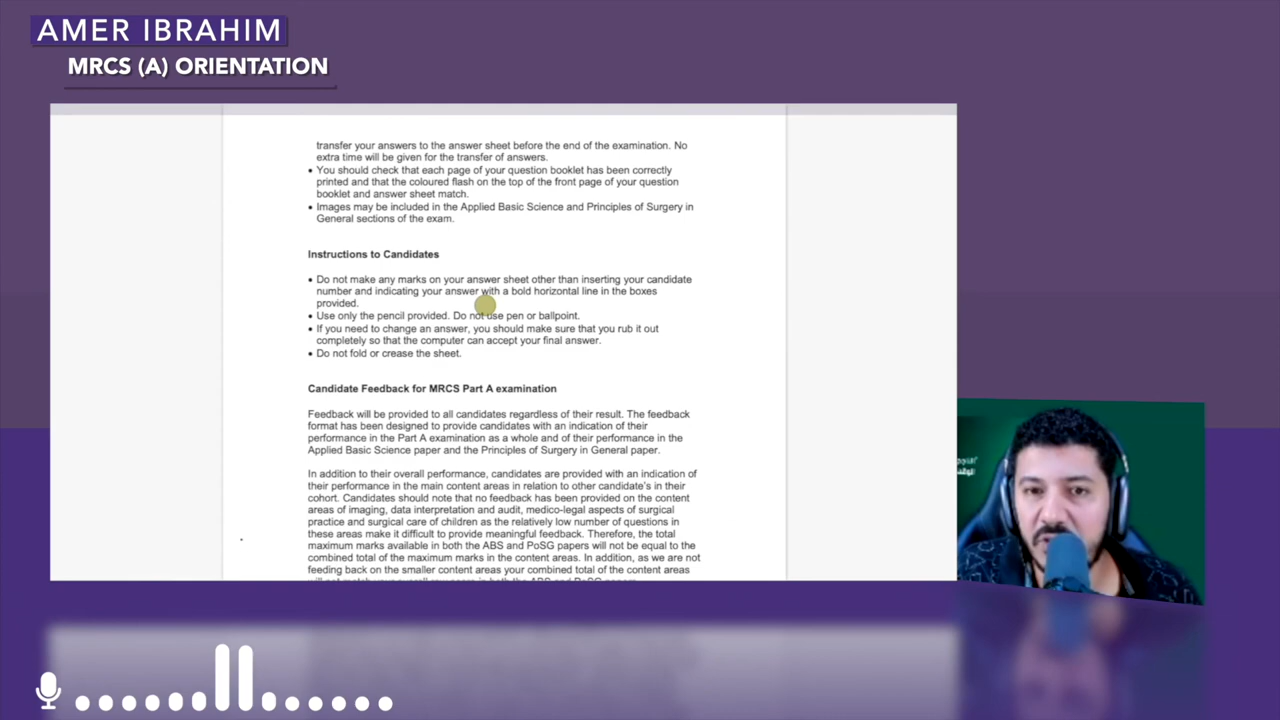 AMER IBRAHIM
MRCS (A) ORIENTATION
transfer your answers to the answer sheet before the end of the examination. No
extra time will be given for the transfer of answers.
• You should check that each page of your question booklet has been correctly
printed and that the coloured flash on the top of the front page of your question
booklet and answer sheet match.
• Images may be included in the Applied Basic Science and Principles of Surgery in
General sections of the exam.
Instructions to Candidates
• Do not make any marks on your answer sheet other than inserting your candidate
number and indicating your answer with a bold horizontal line in the boxes
provided.
• Use only the pencil provided. Do not use pen or ballpoint.
• If you need to change an answer, you should make sure that you rub it out
completely so that the computer can accept your final answer.
• Do not fold or crease the sheet.
Candidate Feedback for MRCS Part A examination
Feedback will be provided to all candidates regardless of their result. The feedback
format has been designed to provide candidates with an indication of their
performance in the Part A examination as a whole and of their performance in the
Applied Basic Science paper and the Principles of Surgery in General paper.
In addition to their overall performance, candidates are provided with an indication of
their performance in the main content areas in relation to other candidate's in their
cohort. Candidates should note that no feedback has been provided on the content
areas of imaging, data interpretation and audit, medico-legal aspects of surgical
practice and surgical care of children as the relatively low number of questions in
these areas make it difficult to provide meaningful feedback. Therefore, the total
maximum marks available in both the ABS and PoSG papers will not be equal to the
combined total of the maximum marks in the content areas. In addition, as we are not
feeding back on the smaller content areas your combined total of the content areas